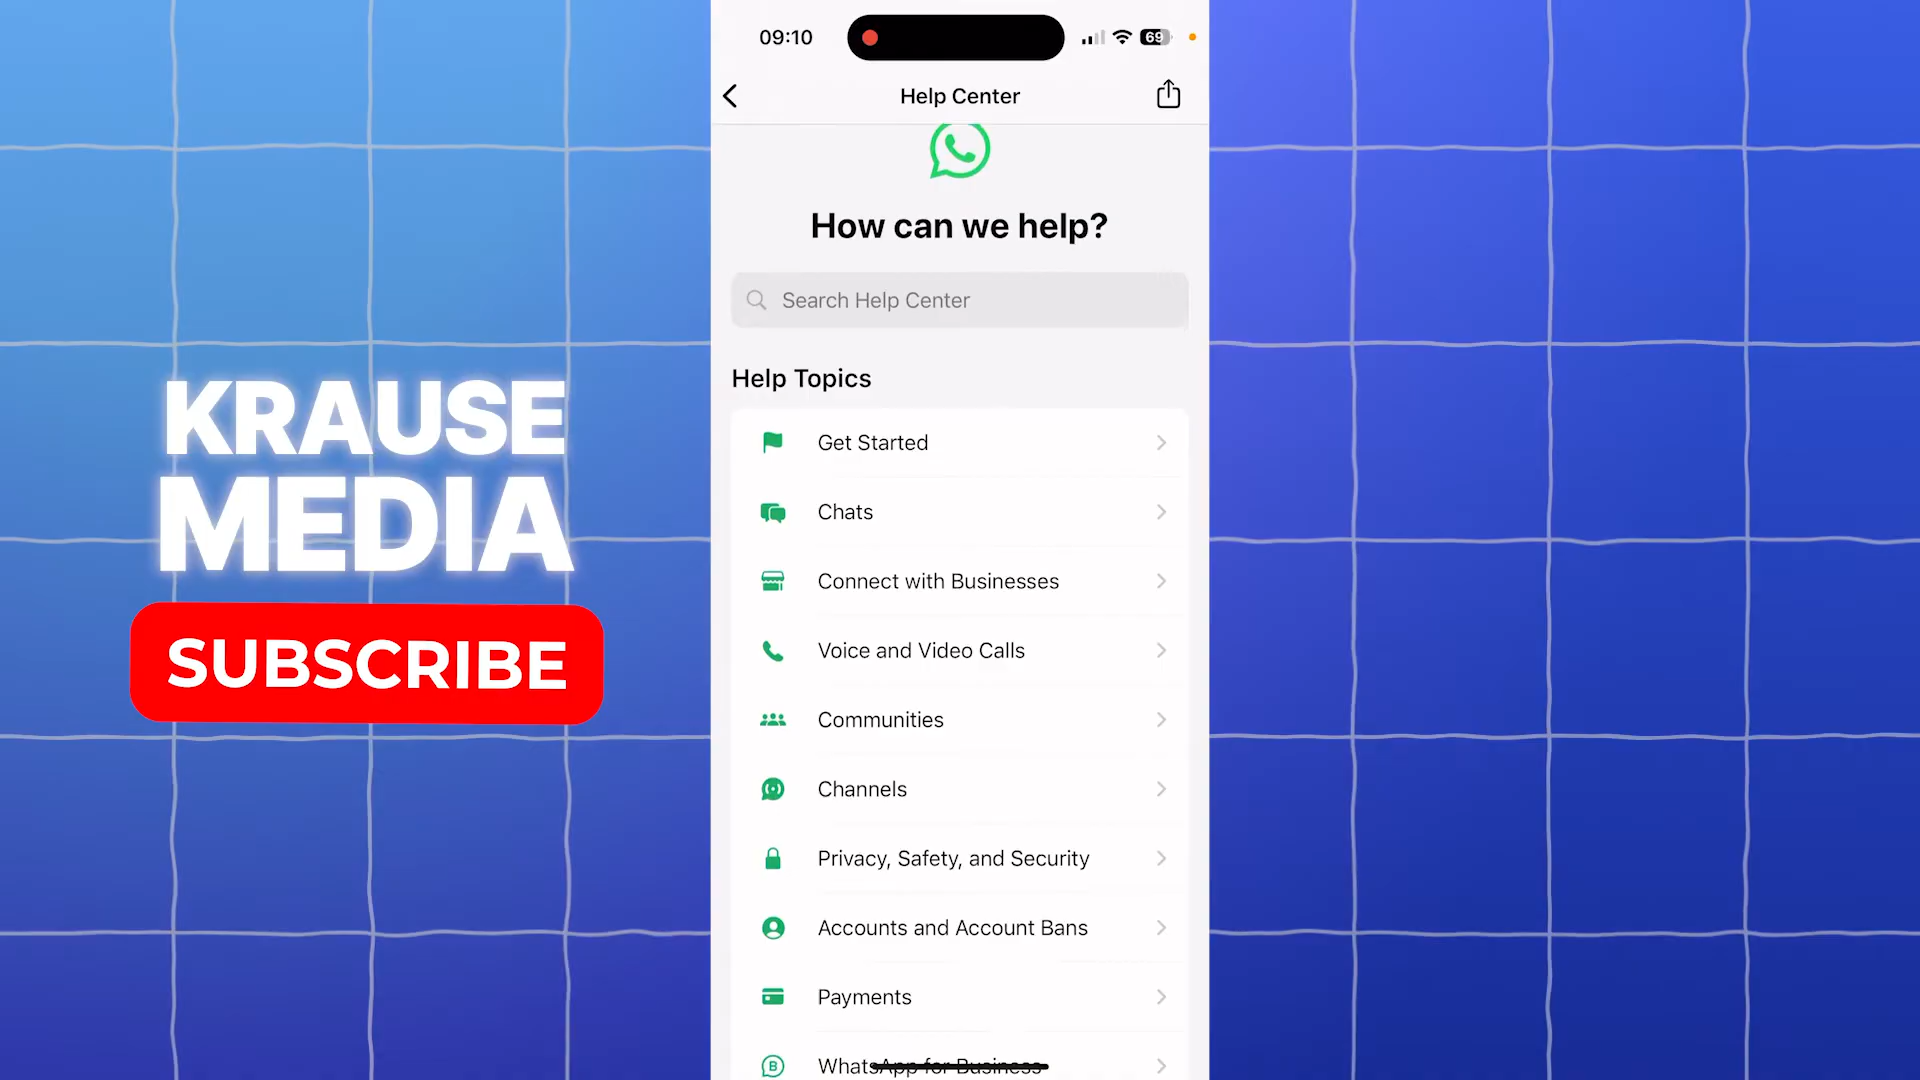 KRAUSE
MEDIA
SUBSCRIBE
09:10
69
Help Center
How can we help?
Search Help Center
Help Topics
Get Started
Chats
Connect with Businesses
Voice and Video Calls
Communities
Channels
Privacy, Safety, and Security
Accounts and Account Bans
Payments
B
WhatsApp for Business